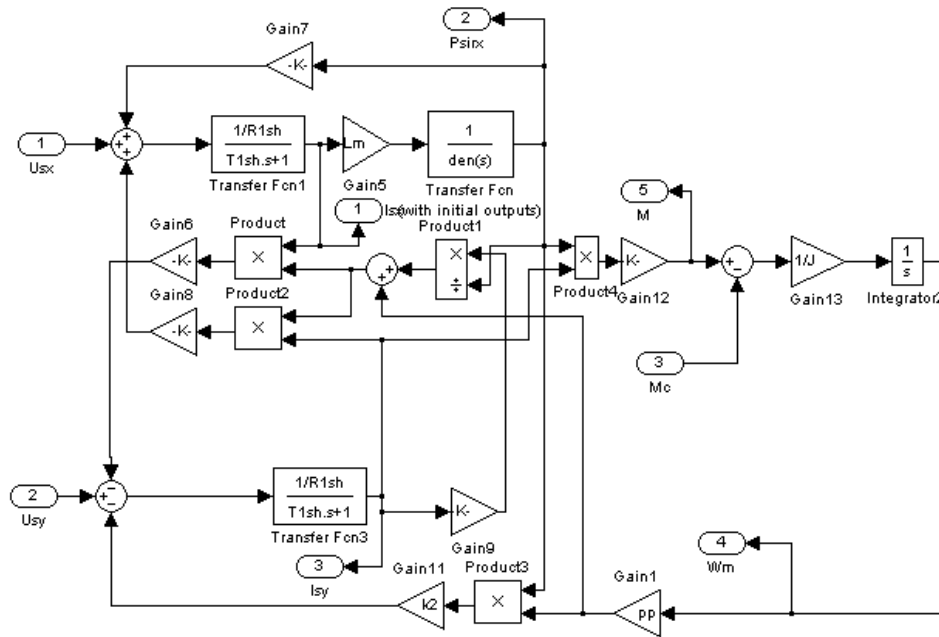 2
Psirx
Gain7
-K-
1
Usx
1/R1sh
T1sh.s+1
Transfer Fcn1
Lm
Gain5
1
den(s)
Transfer Fcn
(with initial outputs)
1
Isx
Gain6
-K-
Product
×
Product1
×
÷
5
M
×
Product4
K-
Gain12
1/J
Gain13
1
s
Integrator2
Gain8
-K-
Product2
×
3
Mc
2
Usy
1/R1sh
T1sh.s+1
Transfer Fcn3
K-
Gain9
3
Isy
Gain11
k2
Product3
×
Gain1
pp
4
Wm